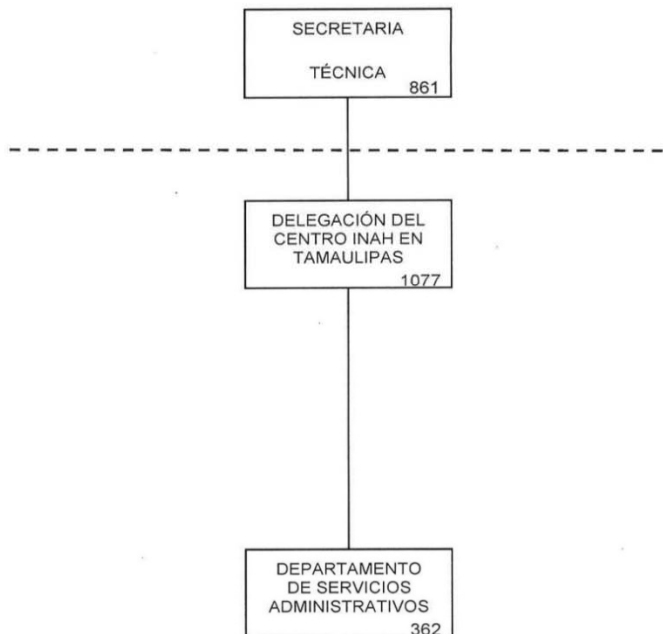 SECRETARIA
TÉCNICA
861
DELEGACIÓN DEL
CENTRO INAH EN
TAMAULIPAS
1077
DEPARTAMENTO
DE SERVICIOS
ADMINISTRATIVOS
362